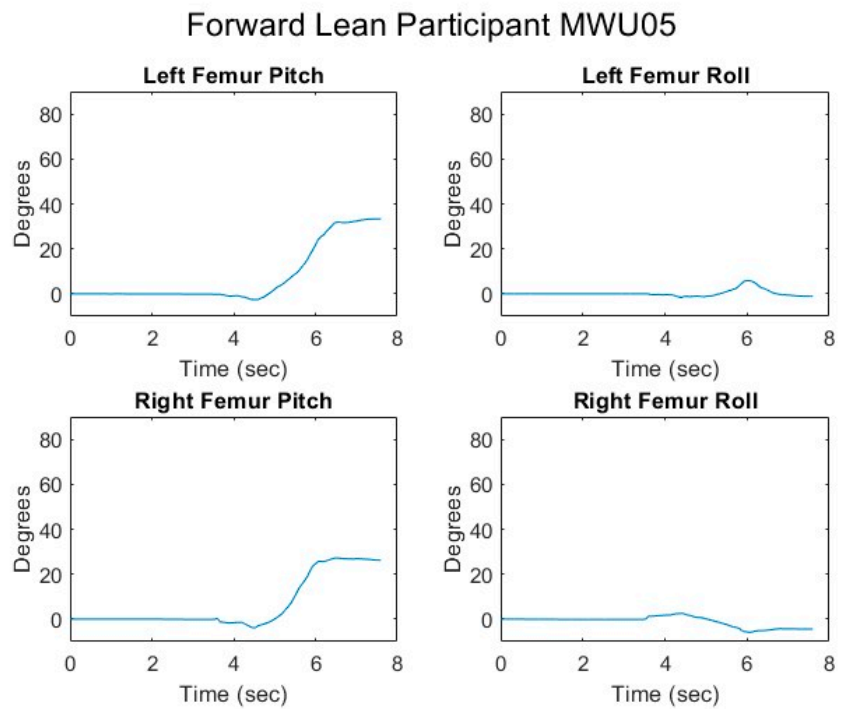 Forward Lean Participant MWU05
Left Femur Pitch
80
60
40
20
0
Degrees
0 2 4 6 8
Time (sec)
Left Femur Roll
80
60
40
20
0
Degrees
0 2 4 6 8
Time (sec)
Right Femur Pitch
80
60
40
20
0
Degrees
0 2 4 6 8
Time (sec)
Right Femur Roll
80
60
40
20
0
Degrees
0 2 4 6 8
Time (sec)